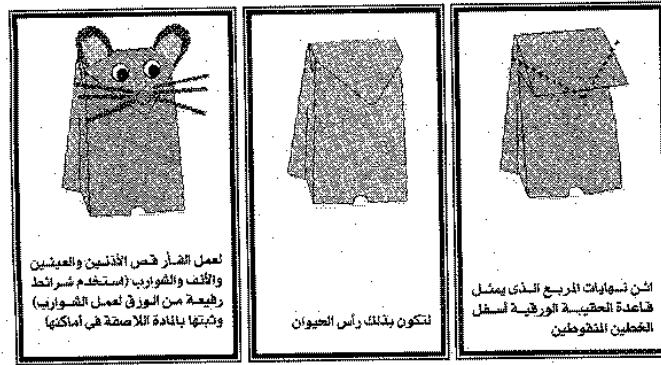 اثن نهايات المربع الذى يمثل
قاعدة الحقيبة الورقية أسفل
الخطين المنقوطين
لتكون بذلك رأس الحيوان
لعمل الفأر قص الأذنين والعينين
والأنف والشوارب (استخدم شرائط
رفيعة من الورق لعمل الشوارب)
وثبتها بالمادة اللاصقة في أماكنها